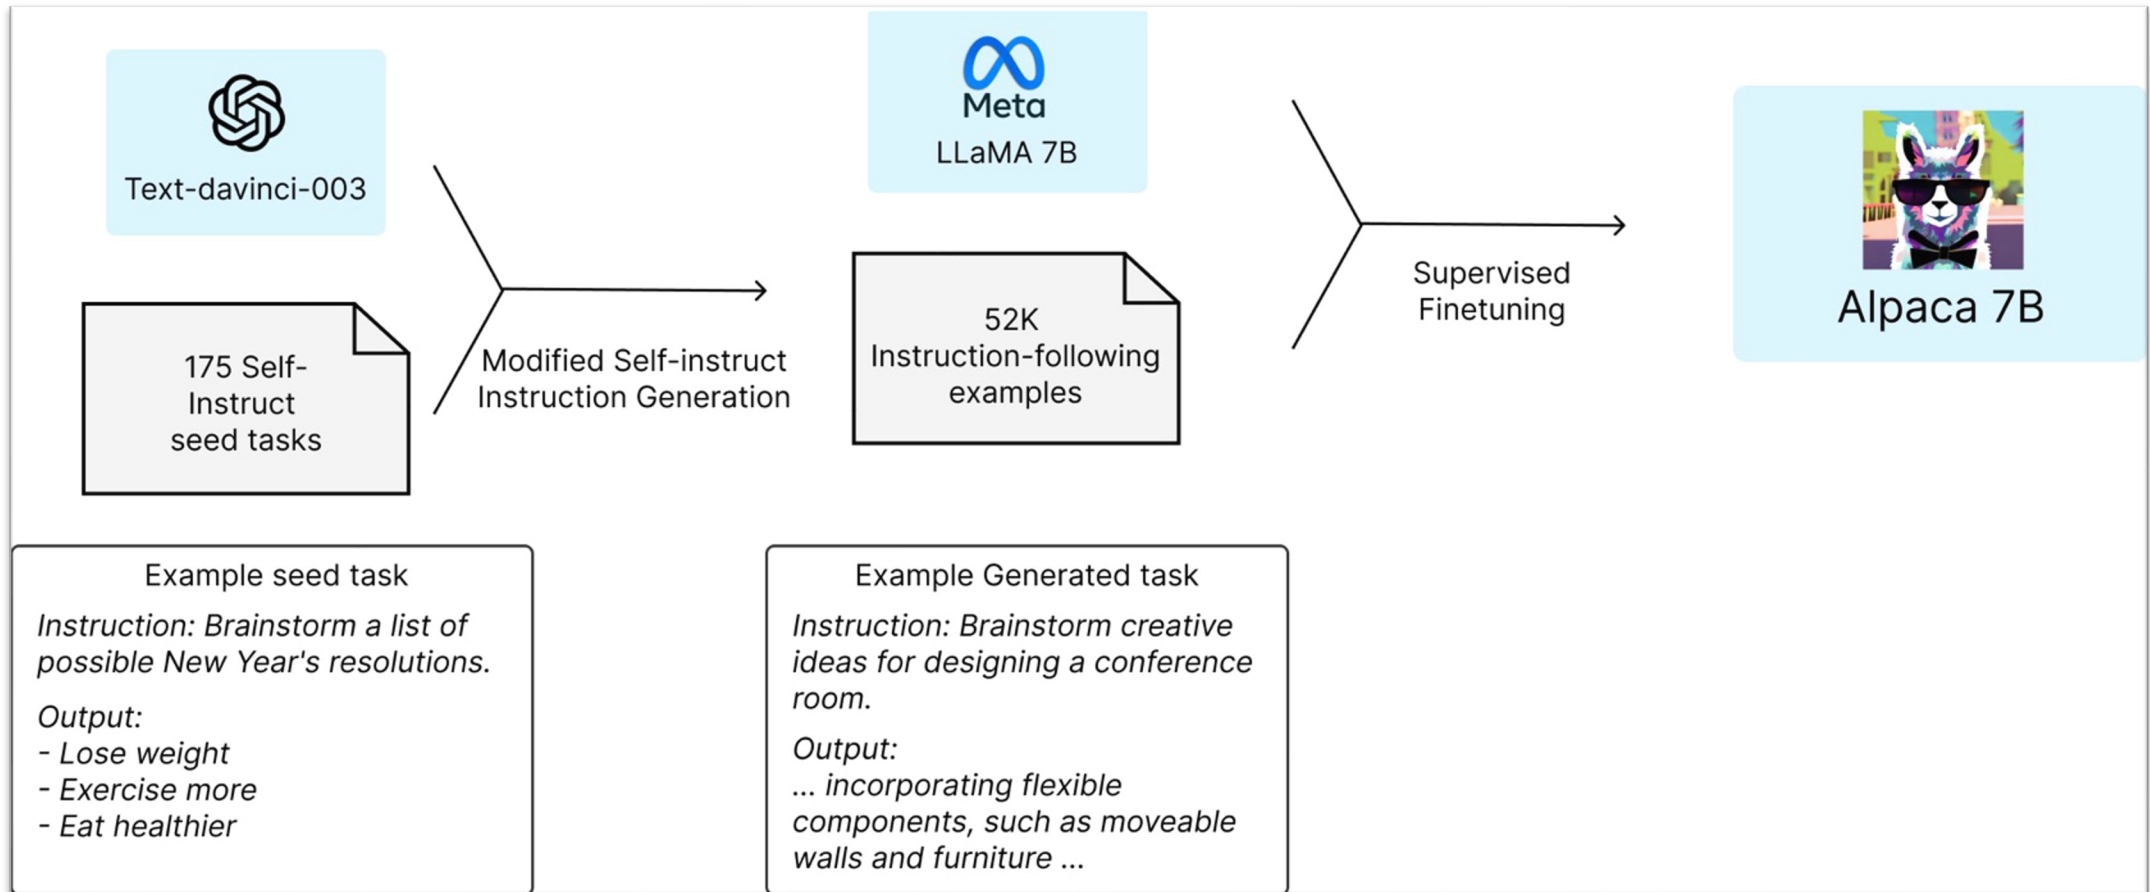 Text-davinci-003
175 Self-
Instruct
seed tasks
Modified Self-instruct
Instruction Generation
Meta
LLaMA 7B
52K
Instruction-following
examples
Supervised
Finetuning
Alpaca 7B
Example seed task
Instruction: Brainstorm a list of
possible New Year's resolutions.
Output:
- Lose weight
- Exercise more
- Eat healthier
Example Generated task
Instruction: Brainstorm creative
ideas for designing a conference
room.
Output:
... incorporating flexible
components, such as moveable
walls and furniture ...